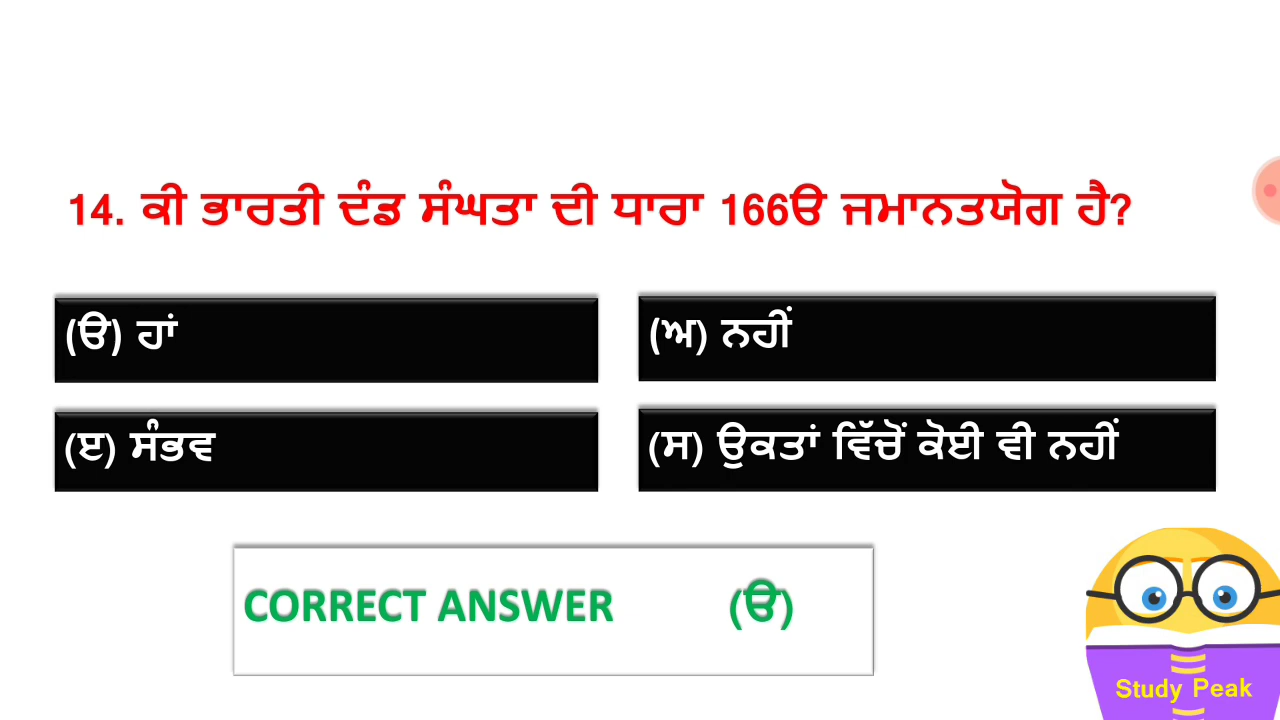 14. ਕੀ ਭਾਰਤੀ ਦੰਡ ਸੰਘਤਾ ਦੀ ਧਾਰਾ 166ੳ ਜਮਾਨਤਯੋਗ ਹੈ?
(ੳ) ਹਾਂ
(ਅ) ਨਹੀਂ
(ੲ) ਸੰਭਵ
(ਸ) ਉਕਤਾਂ ਵਿੱਚੋਂ ਕੋਈ ਵੀ ਨਹੀਂ
CORRECT ANSWER (ੳ)
Study Peak